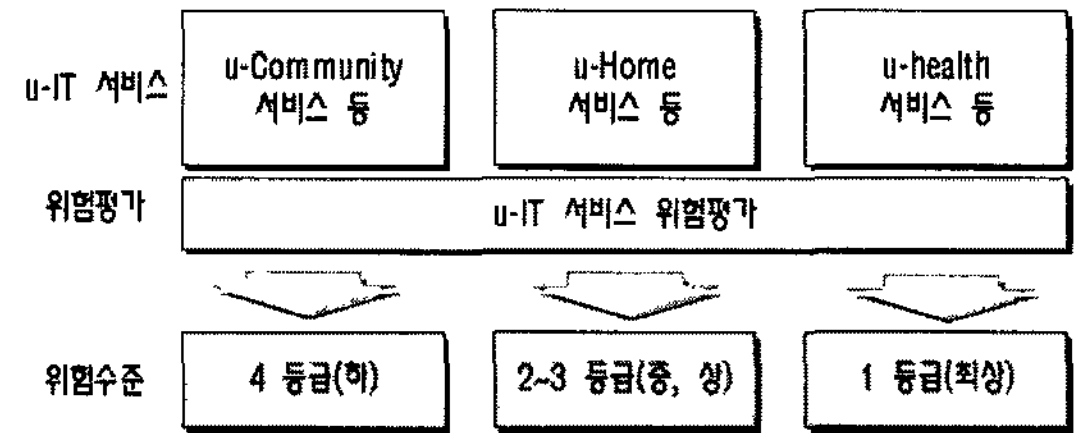 u-IT 서비스
u-Community
서비스 등
u-Home
서비스 등
u-health
서비스 등
위험평가
u-IT 서비스 위험평가
위험수준
4 등급(하)
2~3 등급(중, 상)
1 등급(최상)